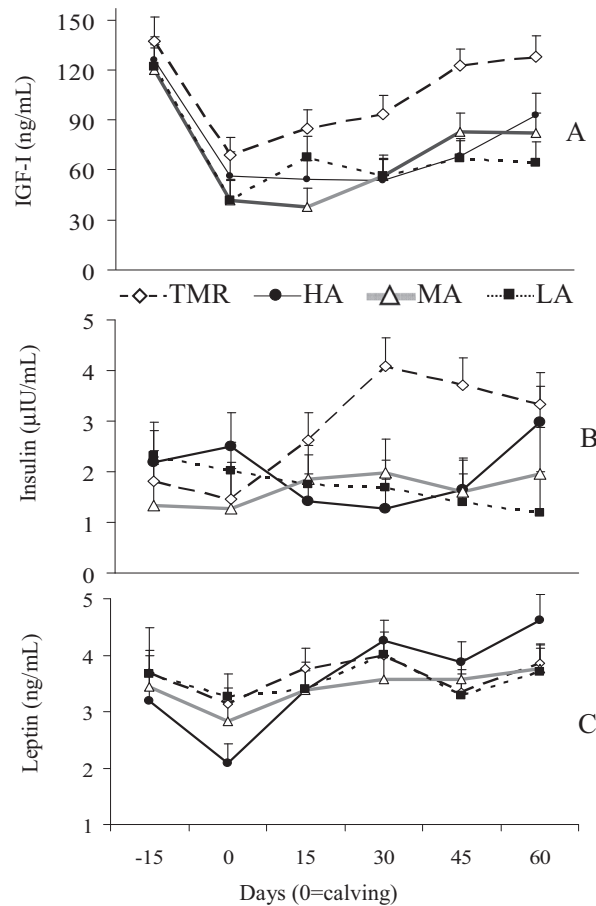 150
120
90
60
30
0
IGF-I (ng/mL)
A
TMR HA MA LA
5
4
3
2
1
0
Insulin (µIU/mL)
B
5
4
3
2
1
Leptin (ng/mL)
C
-15 0 15 30 45 60
Days (0=calving)